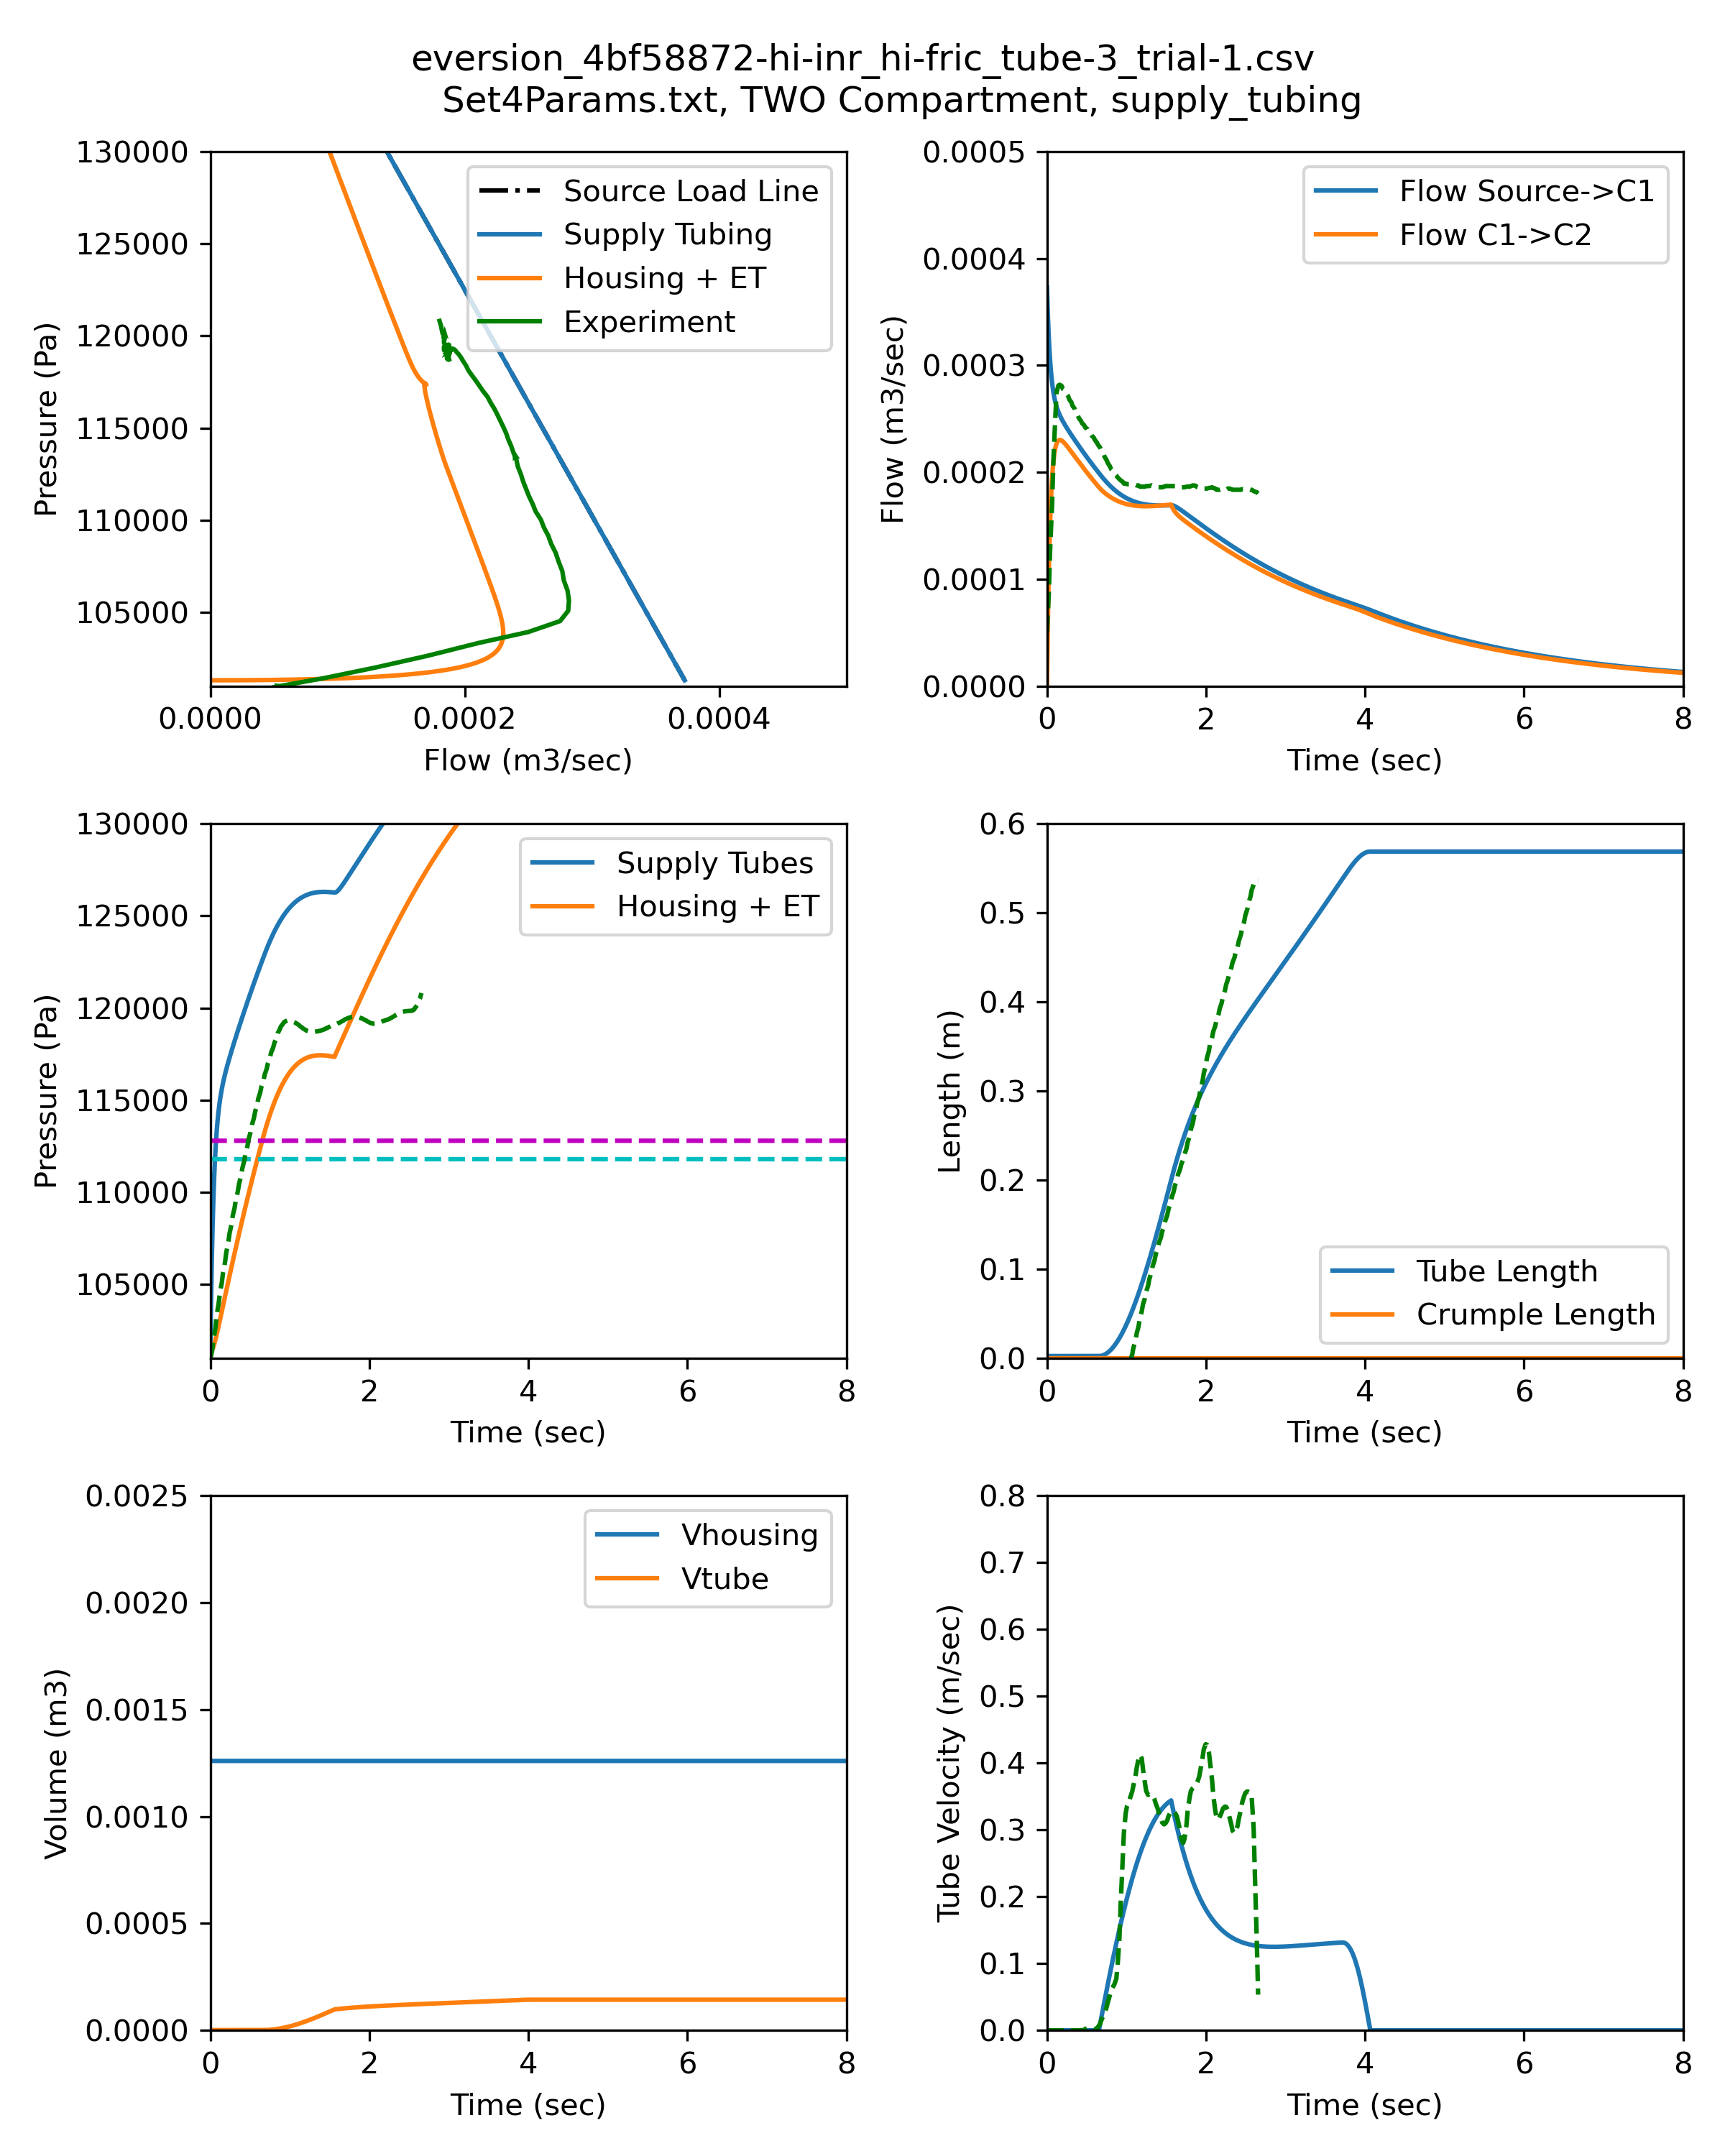 eversion_4bf58872-hi-inr_hi-fric_tube-3_trial-1.csv
Set4Params.txt, TWO Compartment, supply_tubing
130000
125000
120000
115000
110000
105000
Pressure (Pa)
0.0000
0.0002
0.0004
Flow (m3/sec)
Source Load Line
Supply Tubing
Housing + ET
Experiment
0.0005
0.0004
0.0003
0.0002
0.0001
0.0000
Flow (m3/sec)
0
2
4
6
8
Time (sec)
Flow Source->C1
Flow C1->C2
130000
125000
120000
115000
110000
105000
Pressure (Pa)
0
2
4
6
8
Time (sec)
Supply Tubes
Housing + ET
0.6
0.5
0.4
0.3
0.2
0.1
0.0
Length (m)
0
2
4
6
8
Time (sec)
Tube Length
Crumple Length
0.0025
0.0020
0.0015
0.0010
0.0005
0.0000
Volume (m3)
0
2
4
6
8
Time (sec)
Vhousing
Vtube
0.8
0.7
0.6
0.5
0.4
0.3
0.2
0.1
0.0
Tube Velocity (m/sec)
0
2
4
6
8
Time (sec)